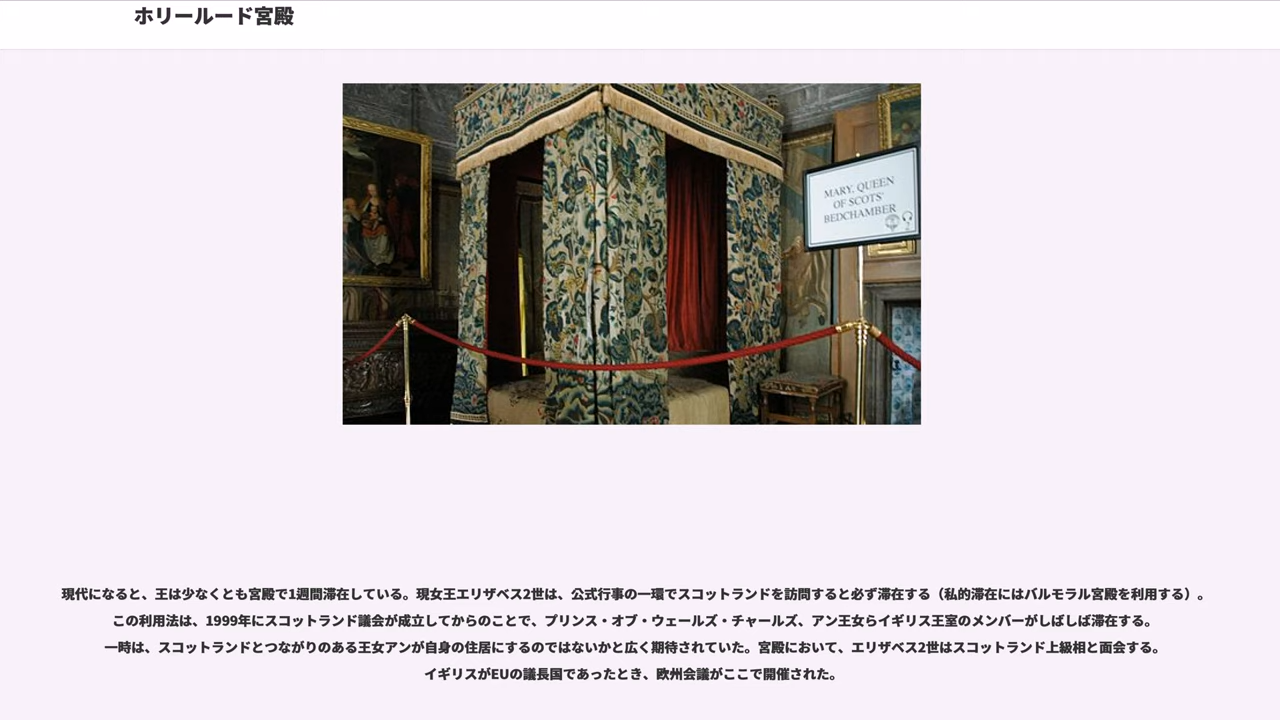 ホリールード宮殿
MARY, QUEEN
OF SCOTS'
BEDCHAMBER
現代になると、王は少なくとも宮殿で1週間滞在している。現女王エリザベス2世は、公式行事の一環でスコットランドを訪問すると必ず滞在する（私的滞在にはバルモラル宮殿を利用する）。
この利用法は、1999年にスコットランド議会が成立してからのことで、プリンス・オブ・ウェールズ・チャールズ、アン王女らイギリス王室のメンバーがしばしば滞在する。
一時は、スコットランドとつながりのある王女アンが自身の住居にするのではないかと広く期待されていた。宮殿において、エリザベス2世はスコットランド上級相と面会する。
イギリスがEUの議長国であったとき、欧州会議がここで開催された。